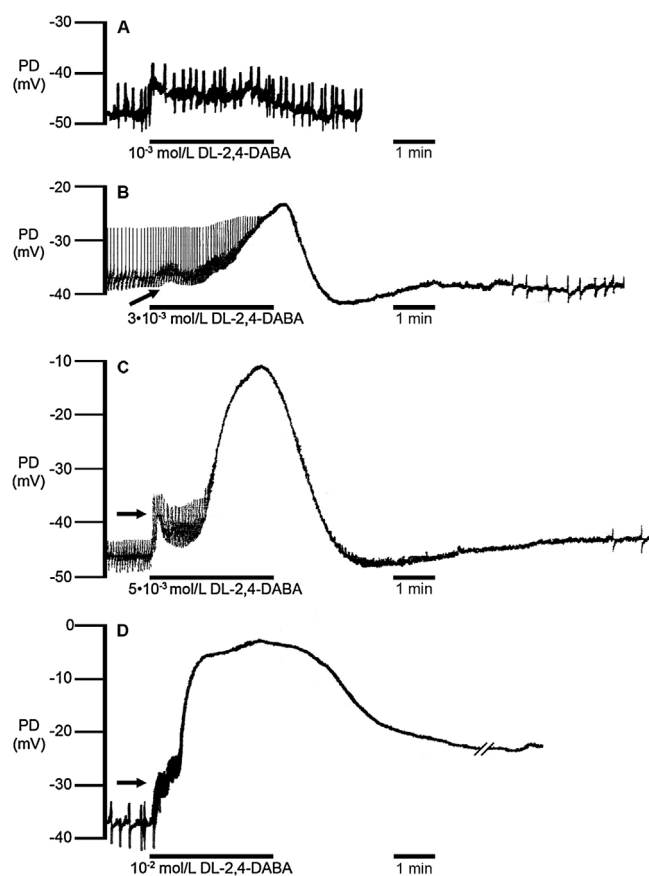 -30
A
PD
(mV)
-40
-50
10⁻³ mol/L DL-2,4-DABA
1 min
-20
B
PD
(mV)
-30
-40
3•10⁻³ mol/L DL-2,4-DABA
1 min
-10
C
-20
PD
(mV)
-30
-40
-50
5•10⁻³ mol/L DL-2,4-DABA
1 min
0
D
-10
PD
(mV)
-20
-30
-40
10⁻² mol/L DL-2,4-DABA
1 min